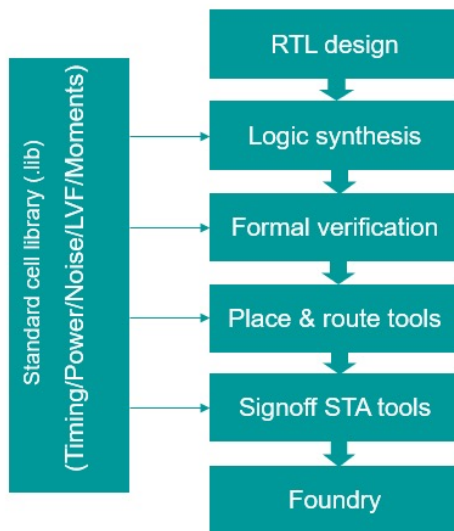 Standard cell library (.lib)
(Timing/Power/Noise/LVF/Moments)
RTL design
Logic synthesis
Formal verification
Place & route tools
Signoff STA tools
Foundry